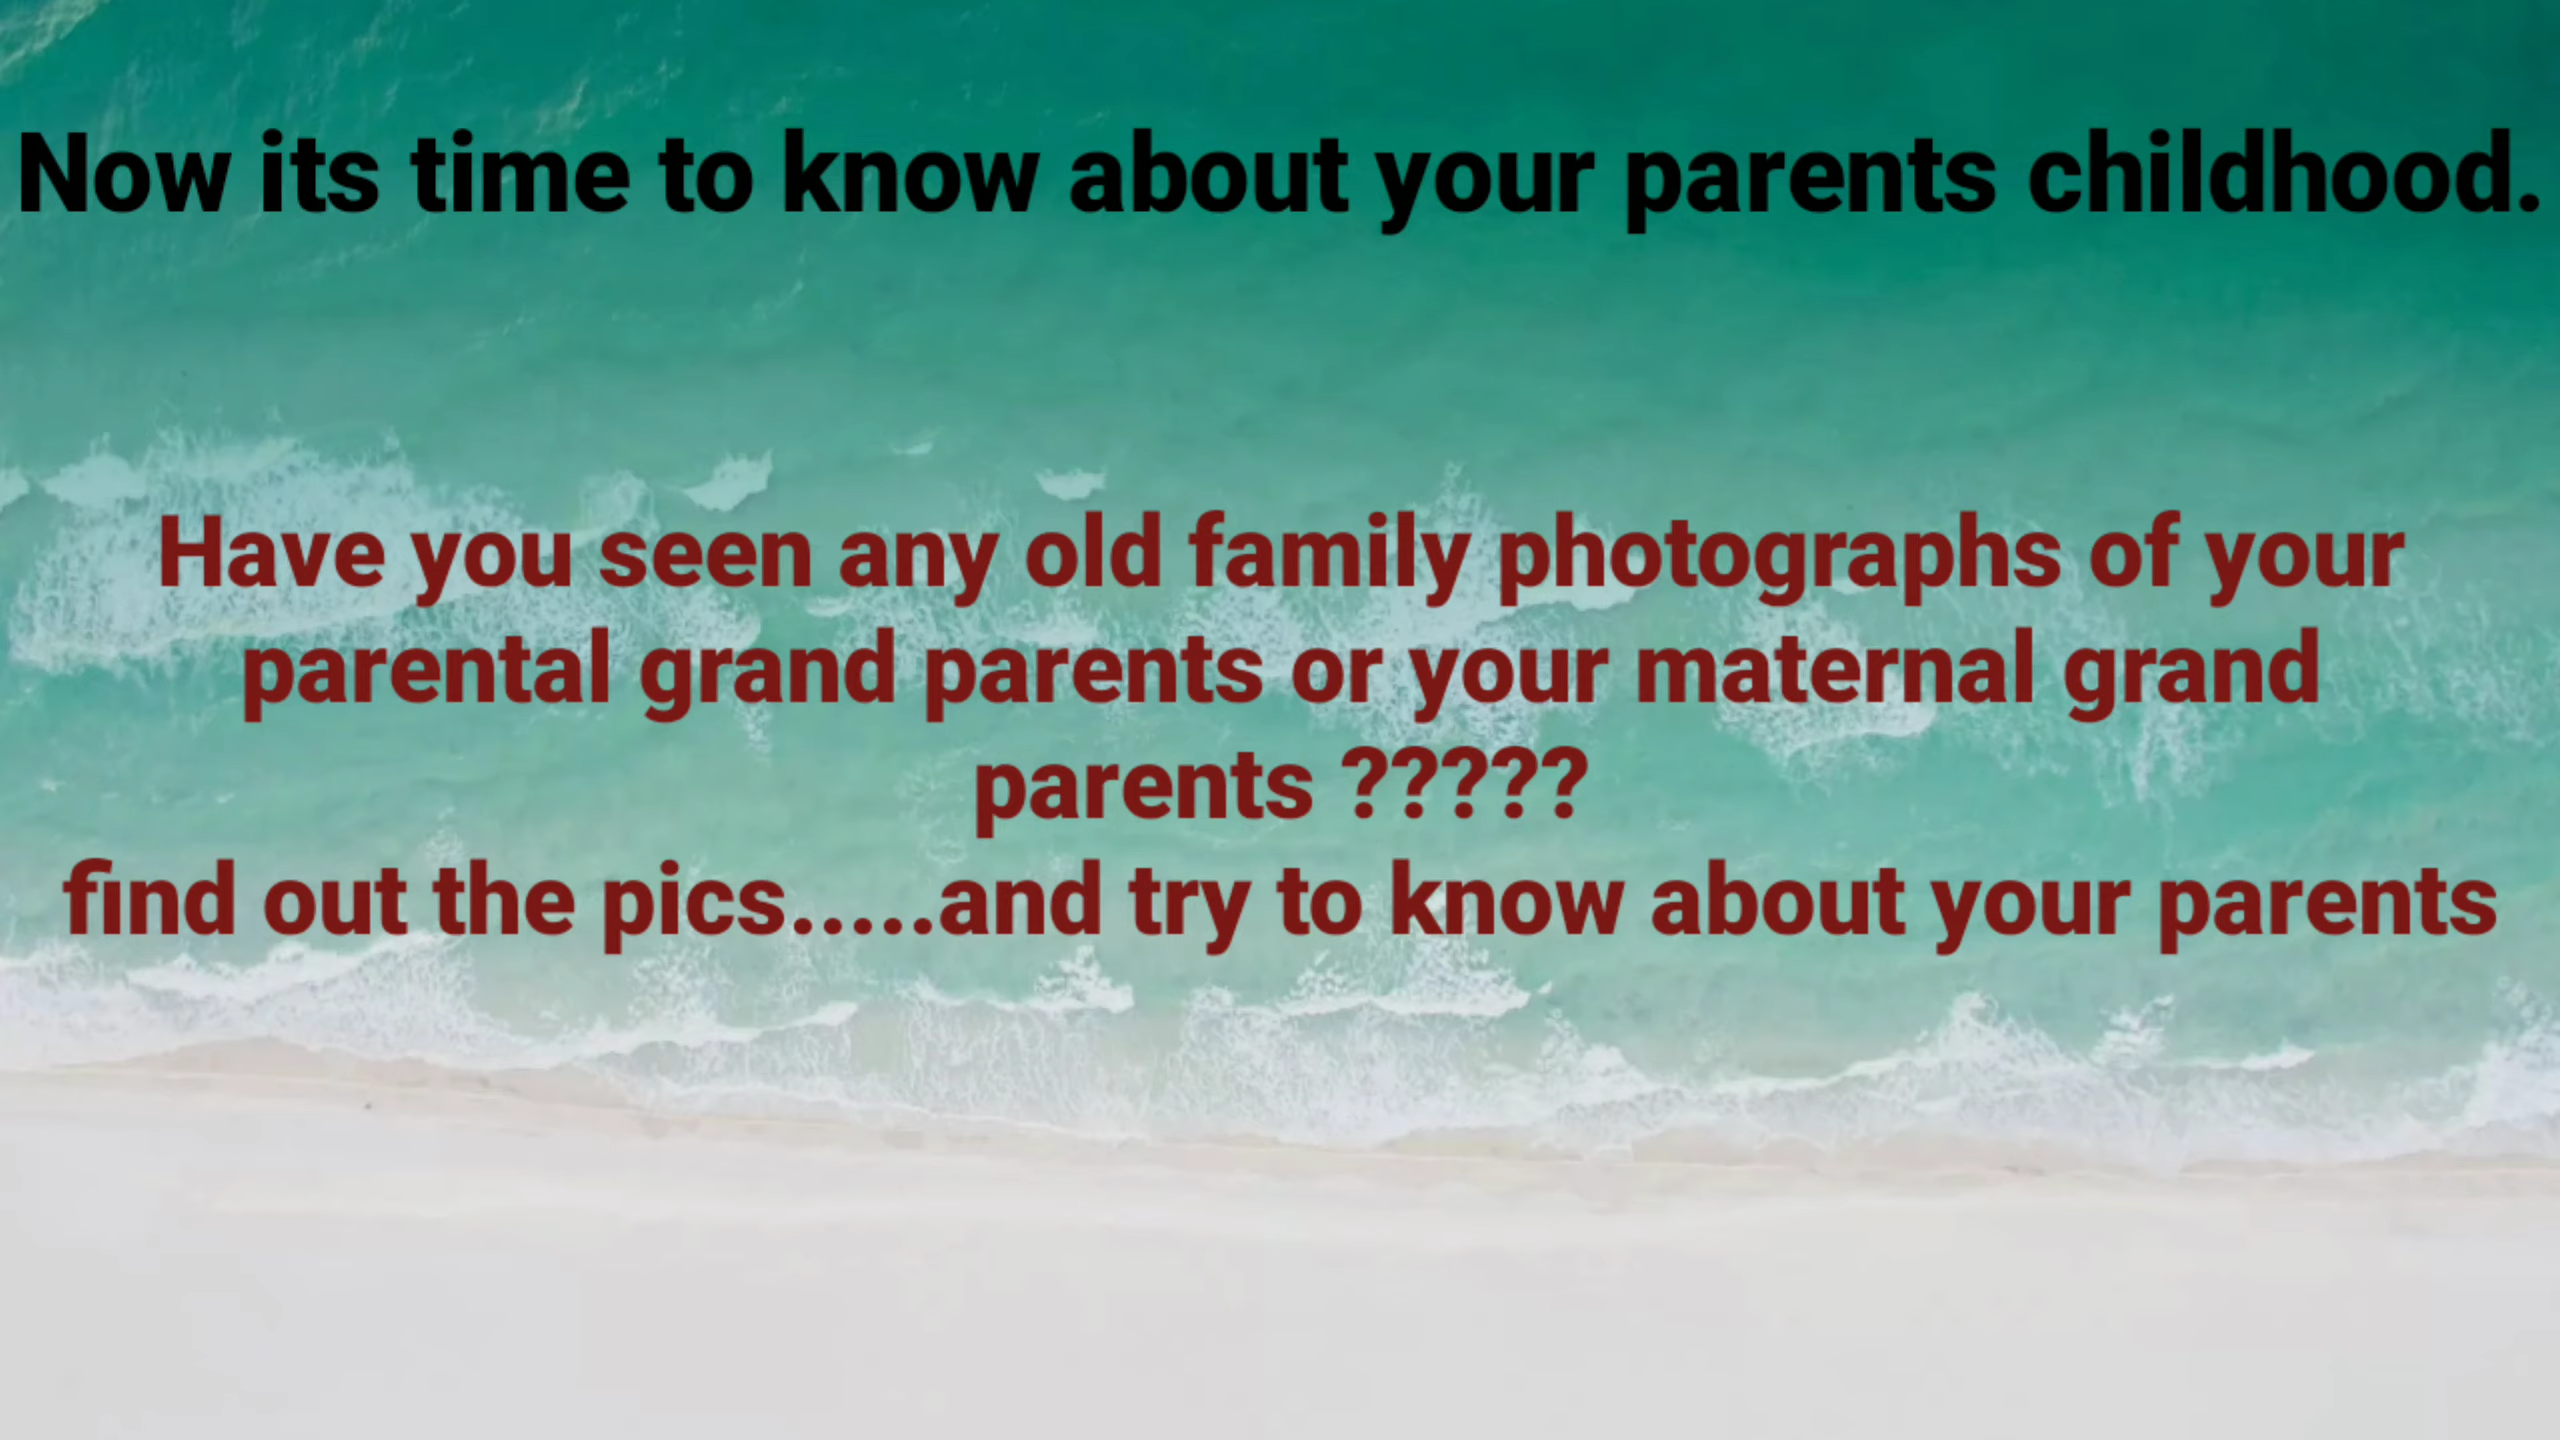 Now its time to know about your parents childhood.
Have you seen any old family photographs of your
parental grand parents or your maternal grand
parents ?????
find out the pics.....and try to know about your parents